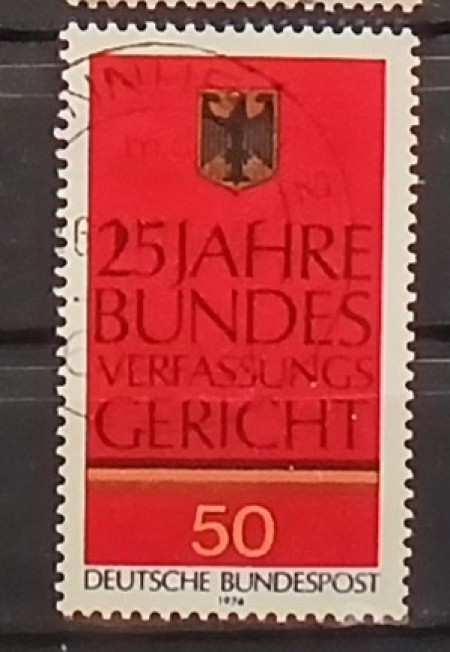 25 JAHRE
BUNDES
VERFASSUNGS
GERICHT
50
DEUTSCHE BUNDESPOST
1976